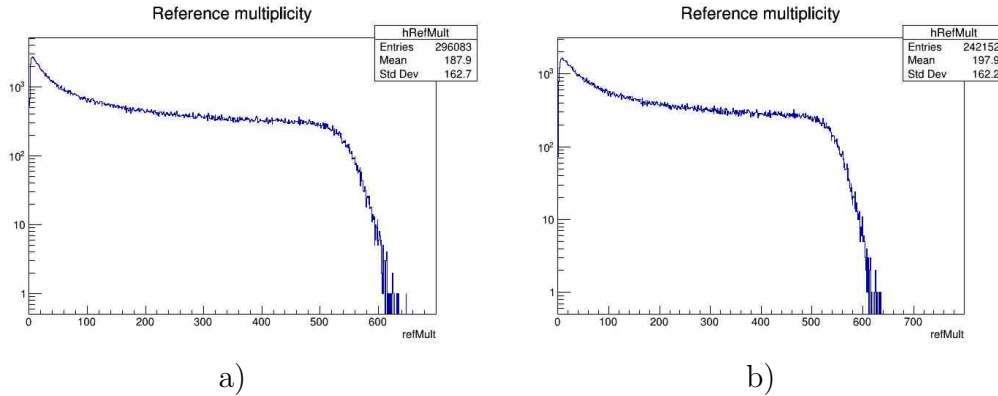 Reference multiplicity
hRefMult
Entries 296083
Mean 187.9
Std Dev 162.7
10³
10²
10
1
0 100 200 300 400 500 600
refMult
a)
Reference multiplicity
hRefMult
Entries 242152
Mean 197.9
Std Dev 162.2
10³
10²
10
1
0 100 200 300 400 500 600 700
refMult
b)